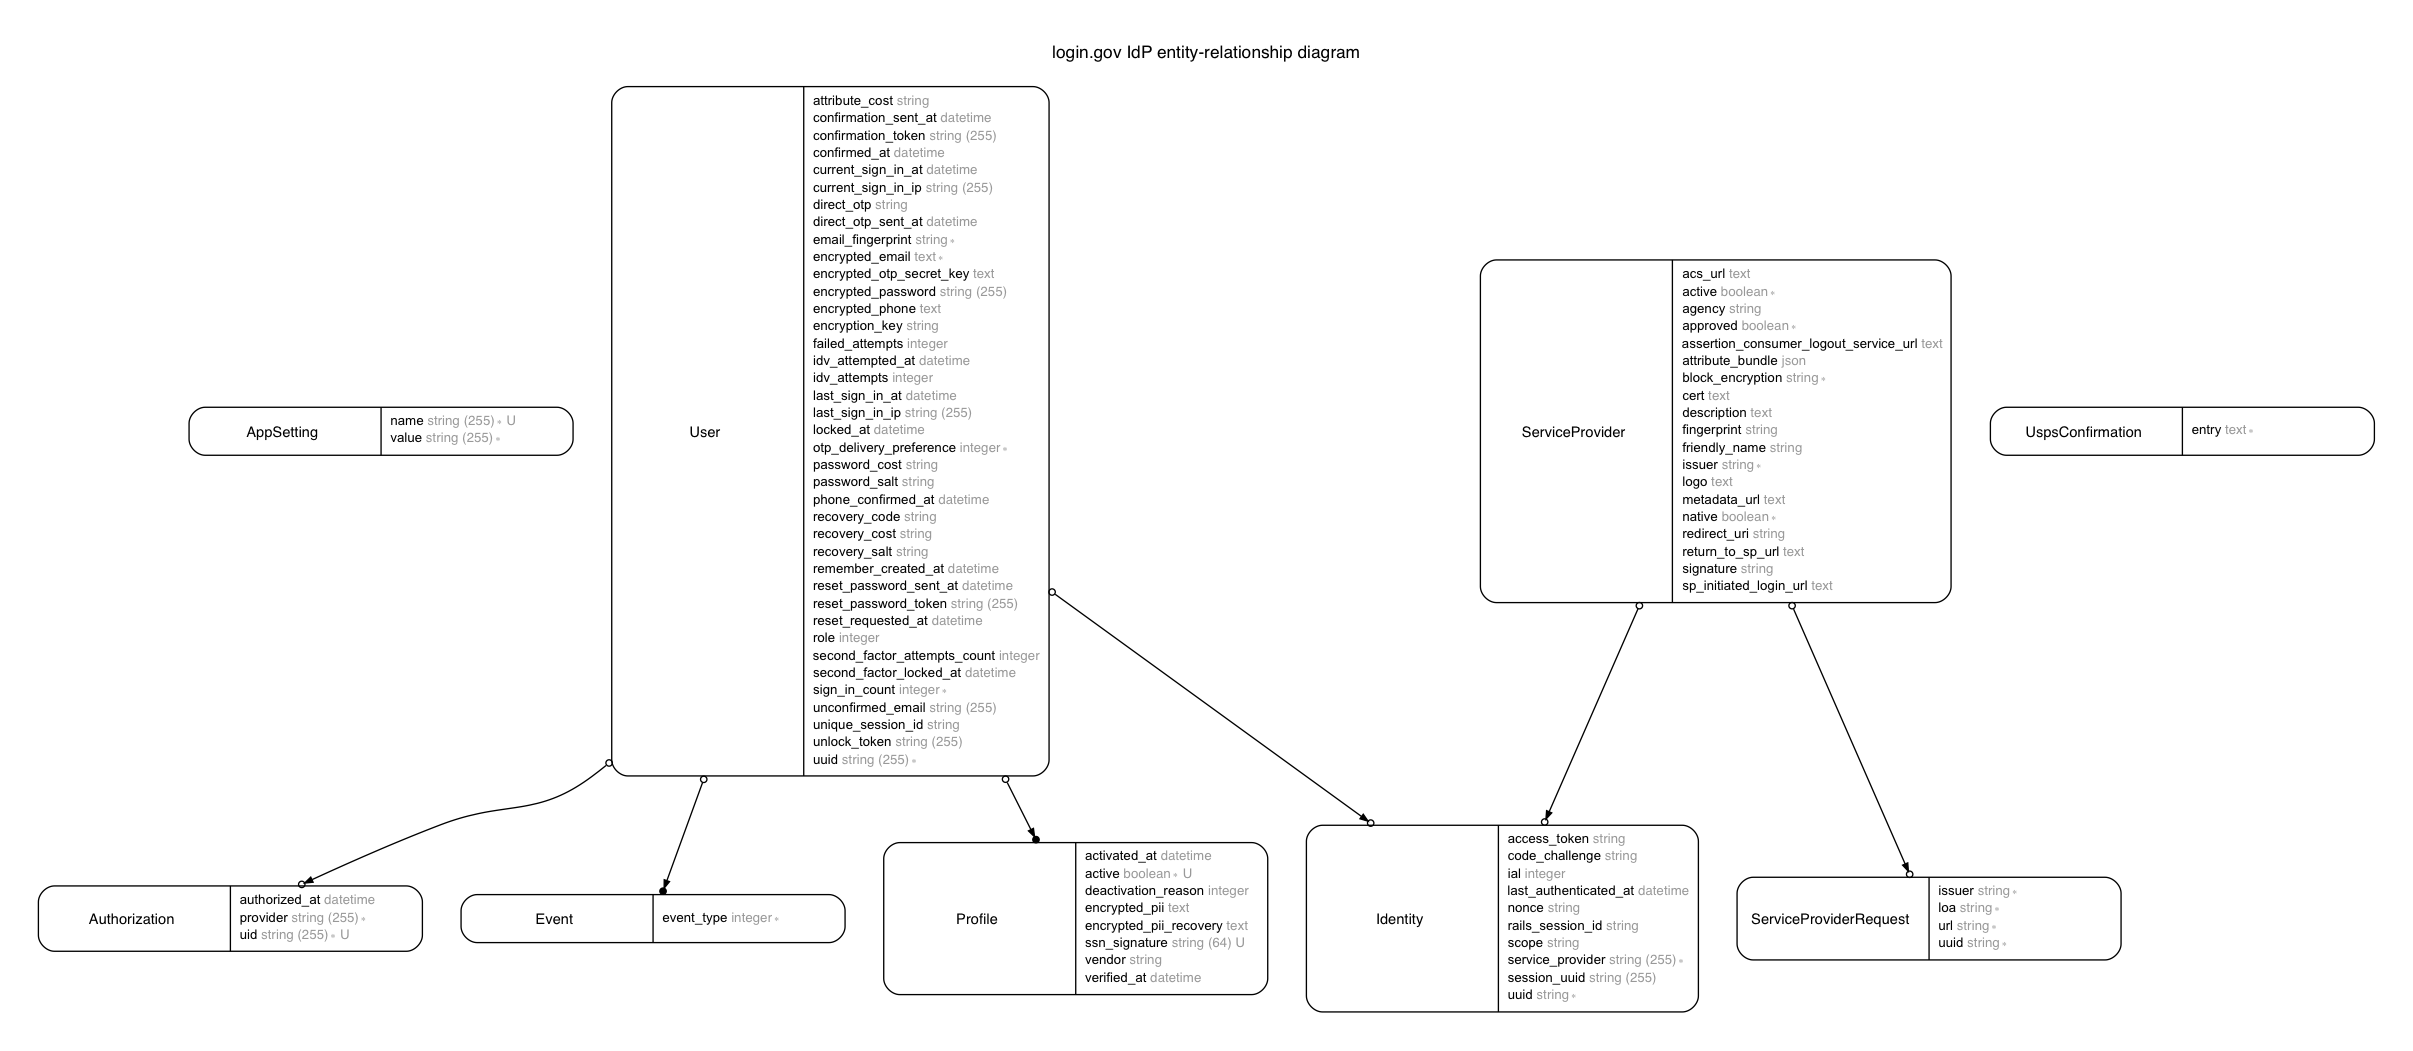 login.gov IdP entity-relationship diagram
User
attribute_cost string
confirmation_sent_at datetime
confirmation_token string (255)
confirmed_at datetime
current_sign_in_at datetime
current_sign_in_ip string (255)
direct_otp string
direct_otp_sent_at datetime
email_fingerprint string *
encrypted_email text *
encrypted_otp_secret_key text
encrypted_password string (255)
encrypted_phone text
encryption_key string
failed_attempts integer
idv_attempted_at datetime
idv_attempts integer
last_sign_in_at datetime
last_sign_in_ip string (255)
locked_at datetime
otp_delivery_preference integer *
password_cost string
password_salt string
phone_confirmed_at datetime
recovery_code string
recovery_cost string
recovery_salt string
remember_created_at datetime
reset_password_sent_at datetime
reset_password_token string (255)
reset_requested_at datetime
role integer
second_factor_attempts_count integer
second_factor_locked_at datetime
sign_in_count integer *
unconfirmed_email string (255)
unique_session_id string
unlock_token string (255)
uuid string (255) *
ServiceProvider
acs_url text
active boolean *
agency string
approved boolean *
assertion_consumer_logout_service_url text
attribute_bundle json
block_encryption string *
cert text
description text
fingerprint string
friendly_name string
issuer string *
logo text
metadata_url text
native boolean *
redirect_uri string
return_to_sp_url text
signature string
sp_initiated_login_url text
AppSetting
name string (255) * U
value string (255) *
UspsConfirmation
entry text *
Authorization
authorized_at datetime
provider string (255) *
uid string (255) * U
Event
event_type integer *
Profile
activated_at datetime
active boolean * U
deactivation_reason integer
encrypted_pii text
encrypted_pii_recovery text
ssn_signature string (64) U
vendor string
verified_at datetime
Identity
access_token string
code_challenge string
ial integer
last_authenticated_at datetime
nonce string
rails_session_id string
scope string
service_provider string (255) *
session_uuid string (255)
uuid string *
ServiceProviderRequest
issuer string *
loa string *
url string *
uuid string *